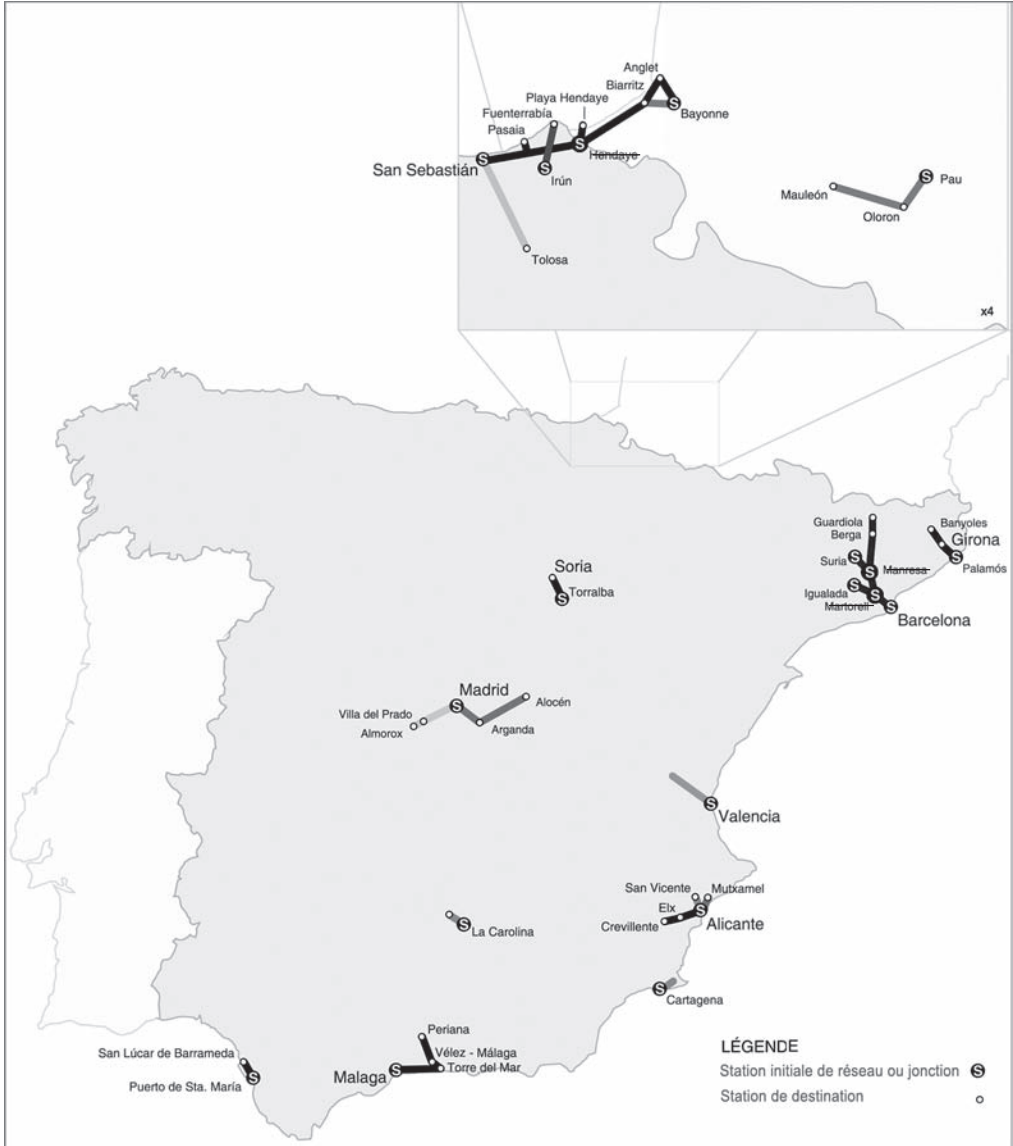 Anglet
Biarritz
Playa Hendaye
Fuenterrabía
Bayonne
Pasaia
Hendaye
San Sebastián
Irún
Pau
Mauleón
Oloron
Tolosa
x4
Guardiola
Berga
Banyoles
Girona
Suria
Manresa
Palamós
Soria
Torralba
Igualada
Martorell
Barcelona
Madrid
Alocén
Villa del Prado
Almorox
Arganda
Valencia
San Vicente
Mutxamel
Elx
Crevillente
Alicante
La Carolina
Cartagena
Periana
San Lúcar de Barrameda
Vélez - Málaga
Torre del Mar
Malaga
Puerto de Sta. María
LÉGENDE
Station initiale de réseau ou jonction S
Station de destination